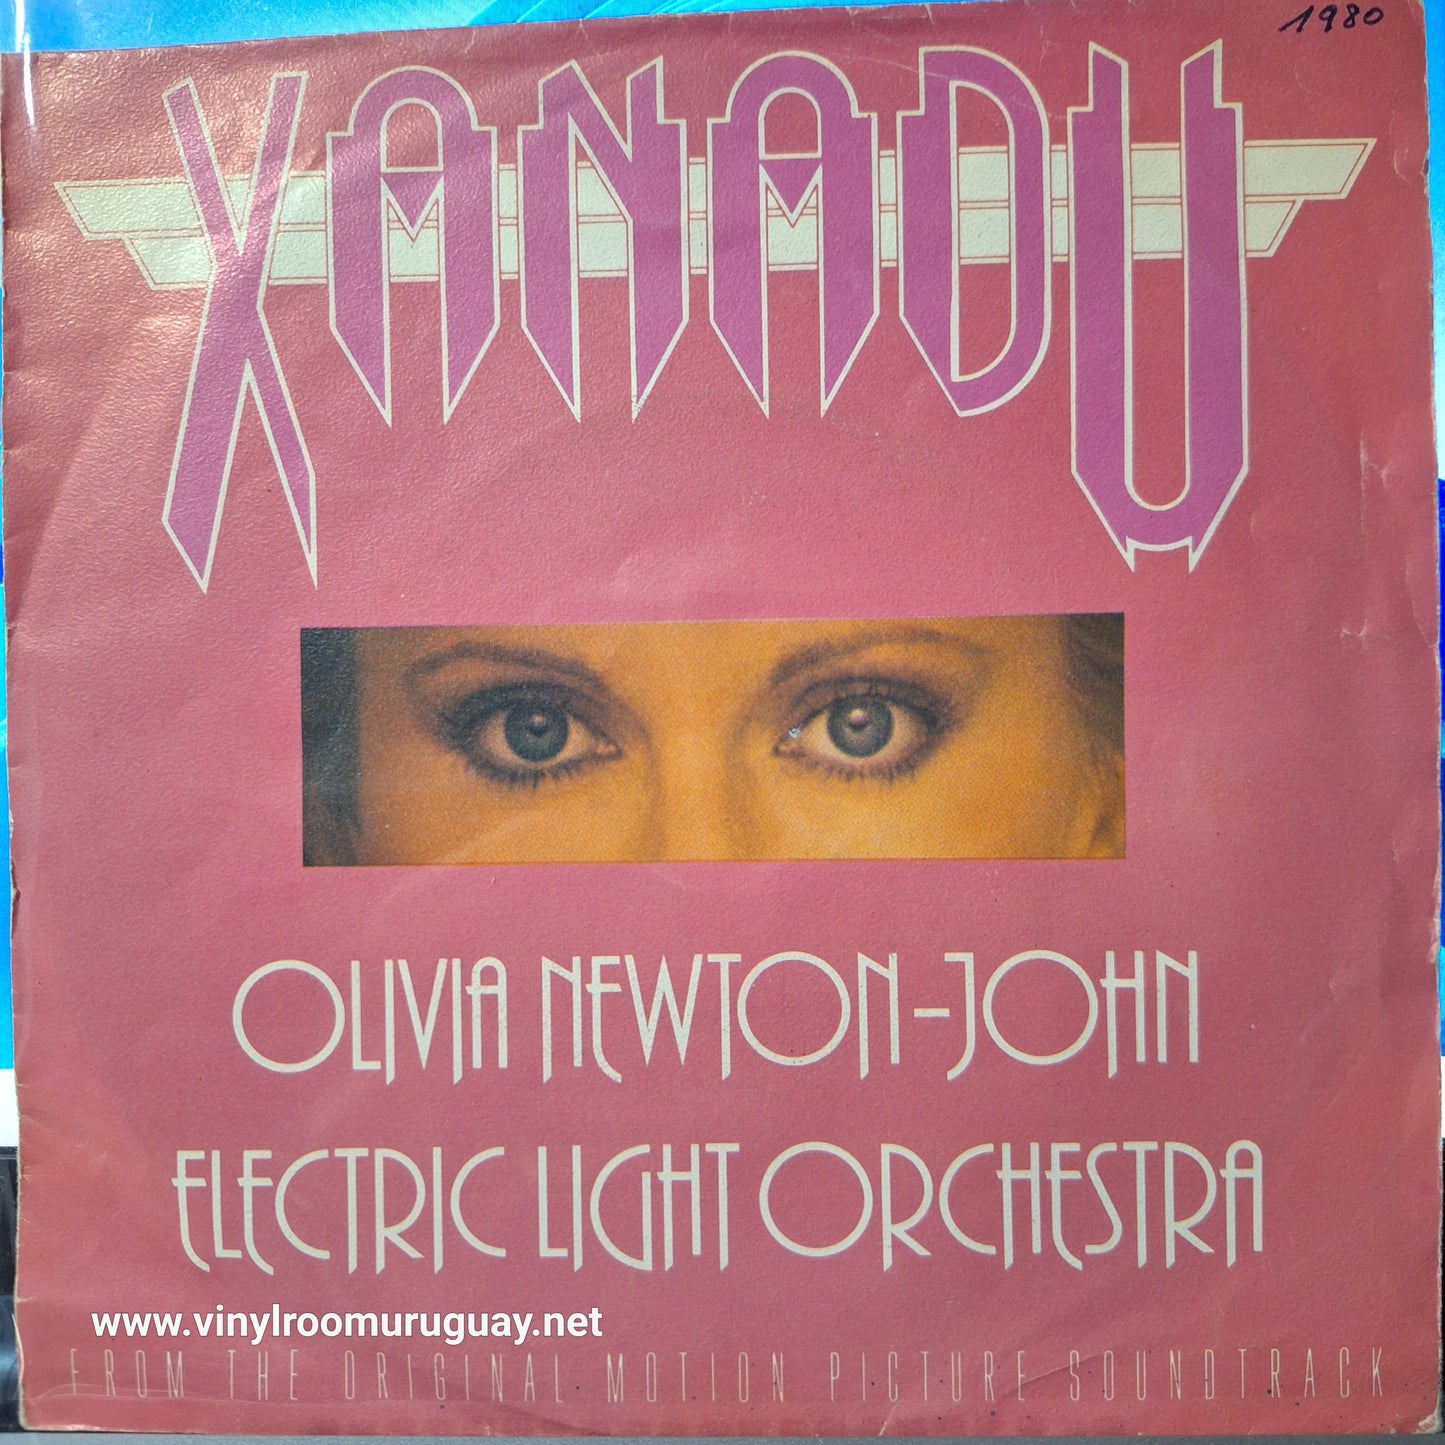 1980
XANADU
OLIVIA NEWTON-JOHN
ELECTRIC LIGHT ORCHESTRA
www.vinylroomuruguay.net
FROM THE ORIGINAL MOTION PICTURE SOUNDTRACK